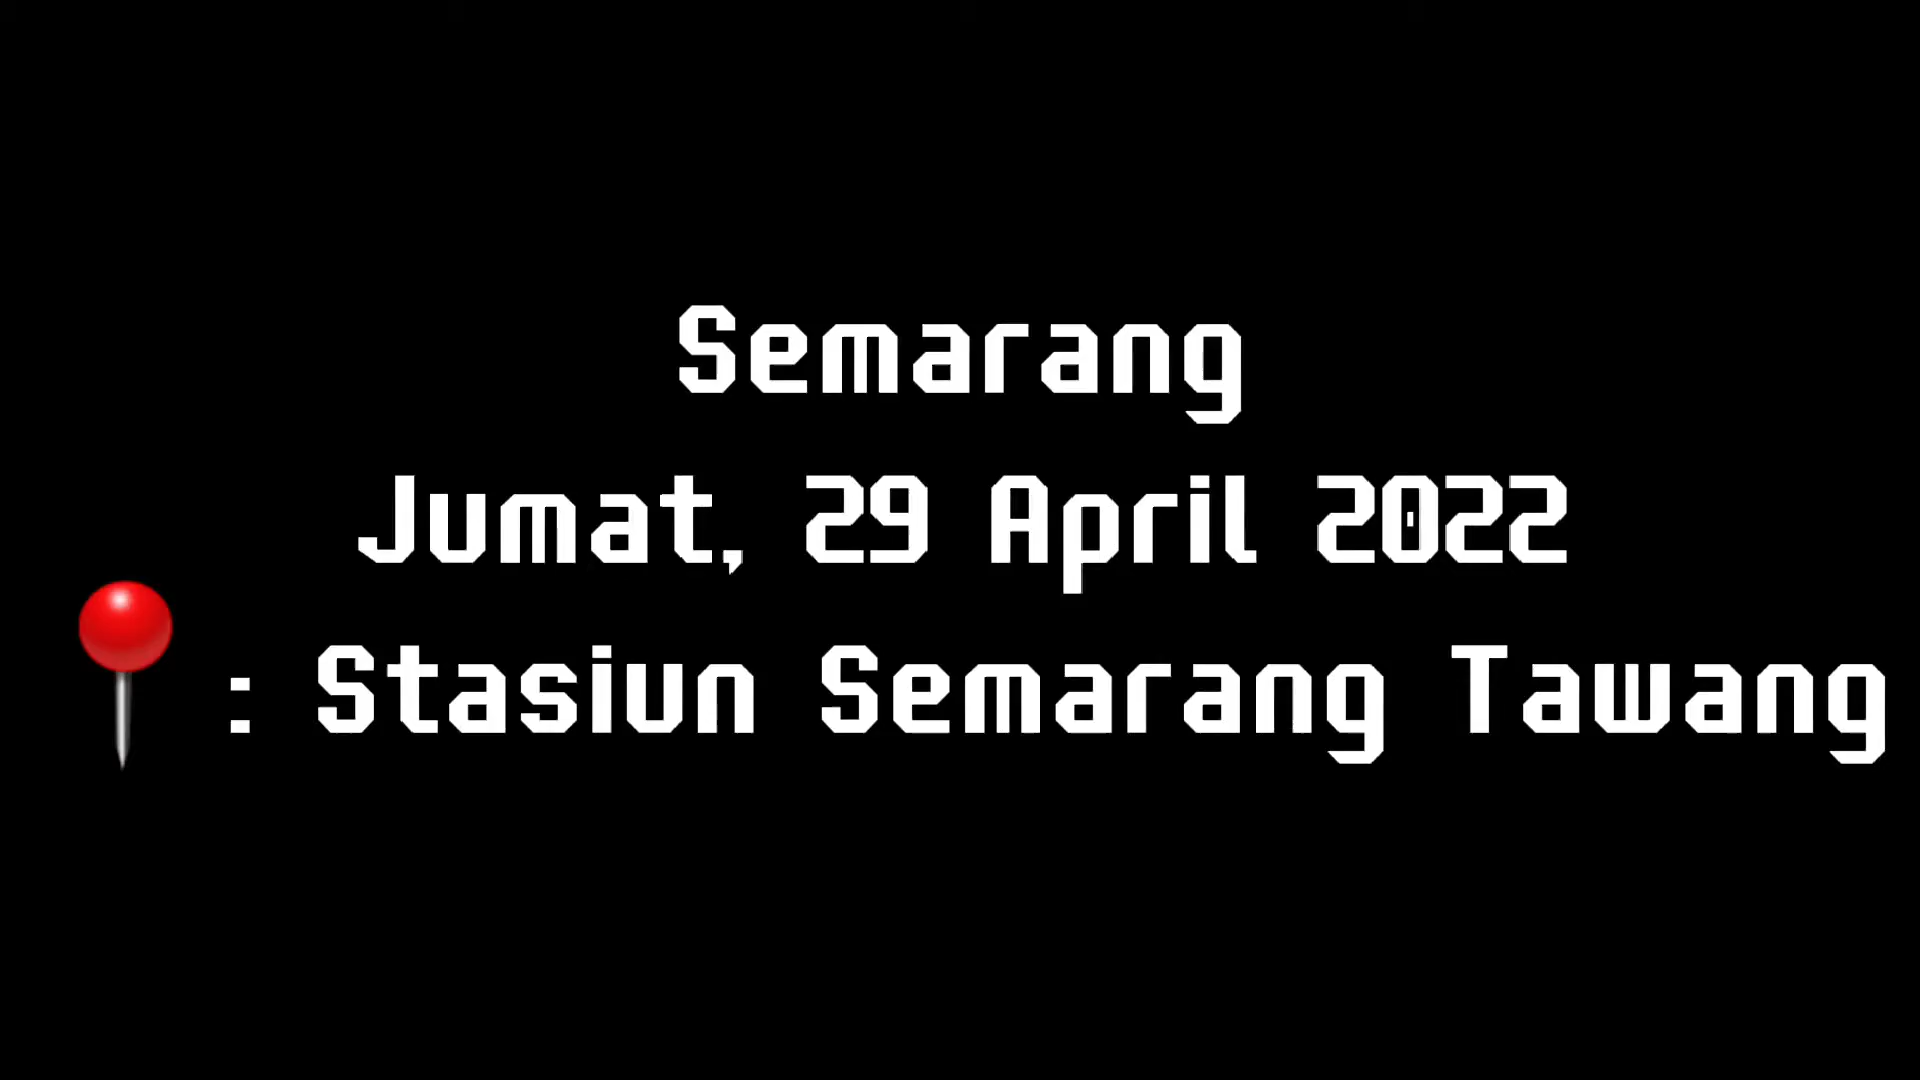 Semarang
Jumat, 29 April 2022
📍 : Stasiun Semarang Tawang